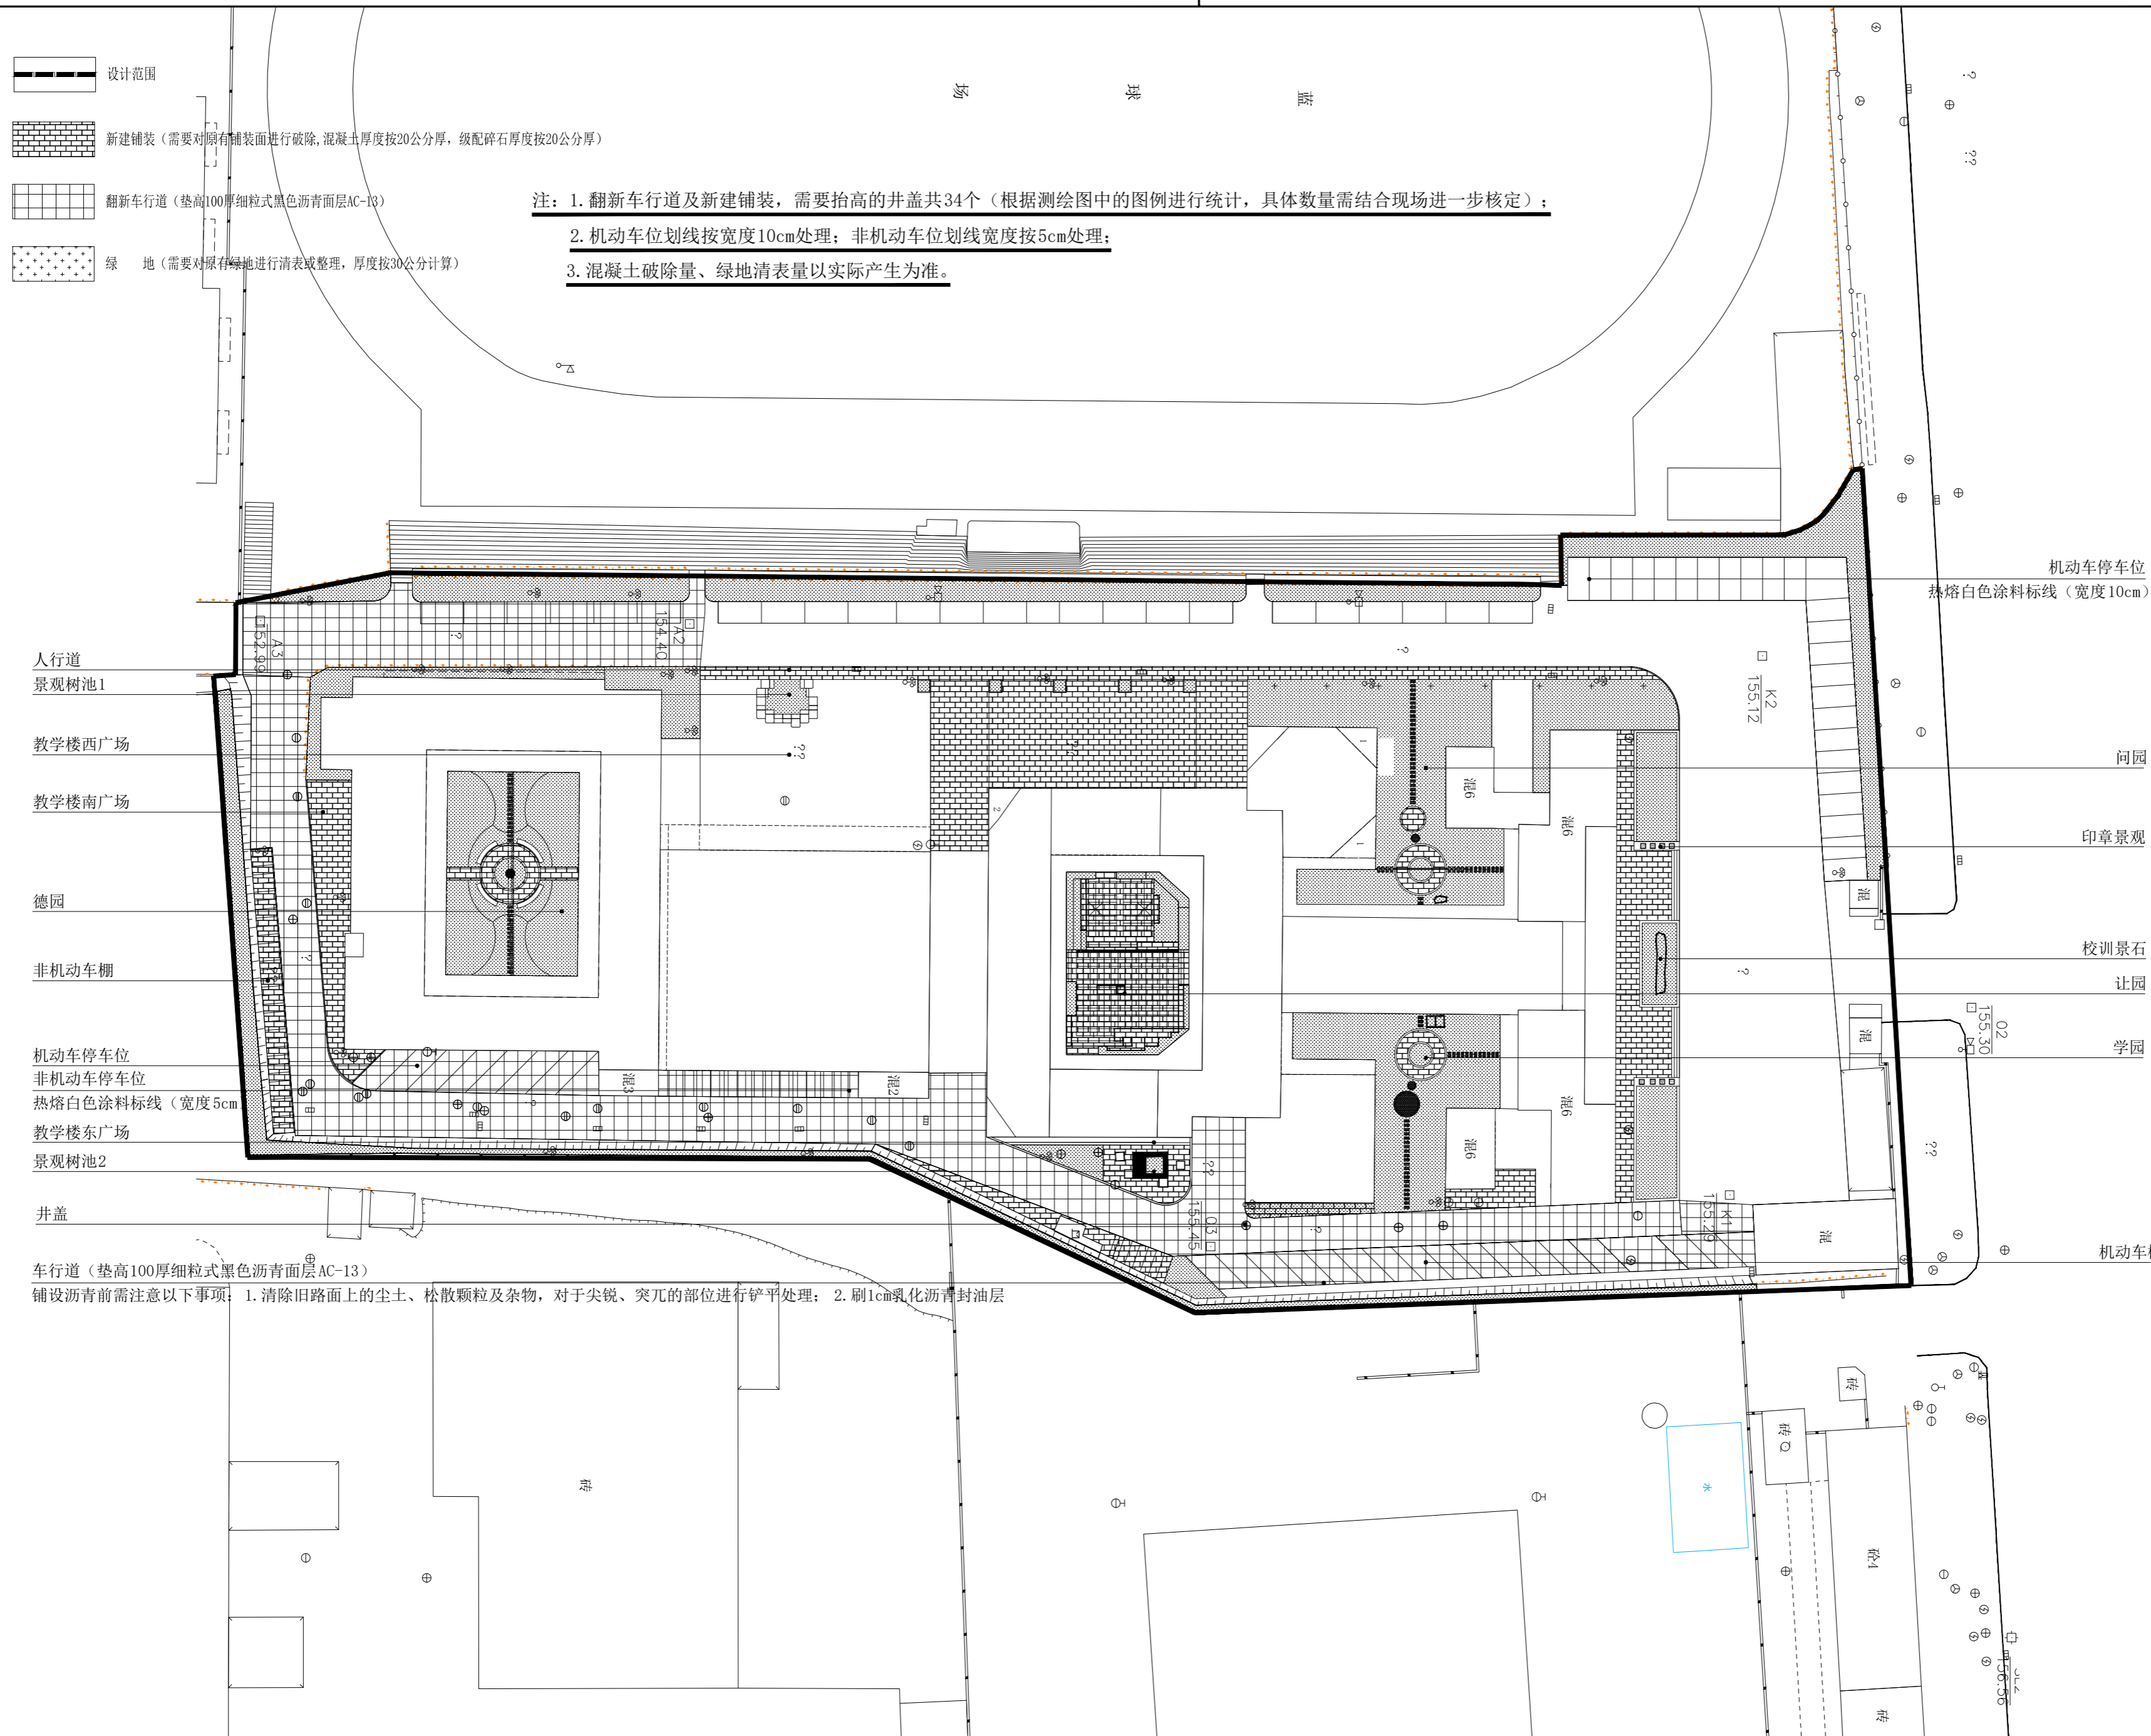 设计范围
新建铺装（需要对原有铺装面进行破除,混凝土厚度按20公分厚，级配碎石厚度按20公分厚）
翻新车行道（垫高100厚细粒式黑色沥青面层AC-13）
绿　　地（需要对原有绿地进行清表或整理，厚度按30公分计算）
场　球　蓝
注：1.翻新车行道及新建铺装，需要抬高的井盖共34个（根据测绘图中的图例进行统计，具体数量需结合现场进一步核定）；
2.机动车位划线按宽度10cm处理；非机动车位划线宽度按5cm处理；
3.混凝土破除量、绿地清表量以实际产生为准。
?
??
机动车停车位
热熔白色涂料标线（宽度10cm）
人行道
景观树池1
教学楼西广场
教学楼南广场
德园
非机动车棚
机动车停车位
非机动车停车位
热熔白色涂料标线（宽度5cm
教学楼东广场
景观树池2
井盖
车行道（垫高100厚细粒式黑色沥青面层AC-13）
铺设沥青前需注意以下事项：1.清除旧路面上的尘土、松散颗粒及杂物，对于尖锐、突兀的部位进行铲平处理；2.刷1cm乳化沥青封油层
问园
印章景观
校训景石
让园
学园
机动车
A3
152.99
A2
154.40
K2
155.12
O2
155.30
K1
155.29
O3
155.45
156.56
?
?
??
??
?
?
?
?
??
??
?
混6
混6
混6
混6
混3
混2
混
混
混
2
1
1
砖
砖
砖
砼4
砖
水